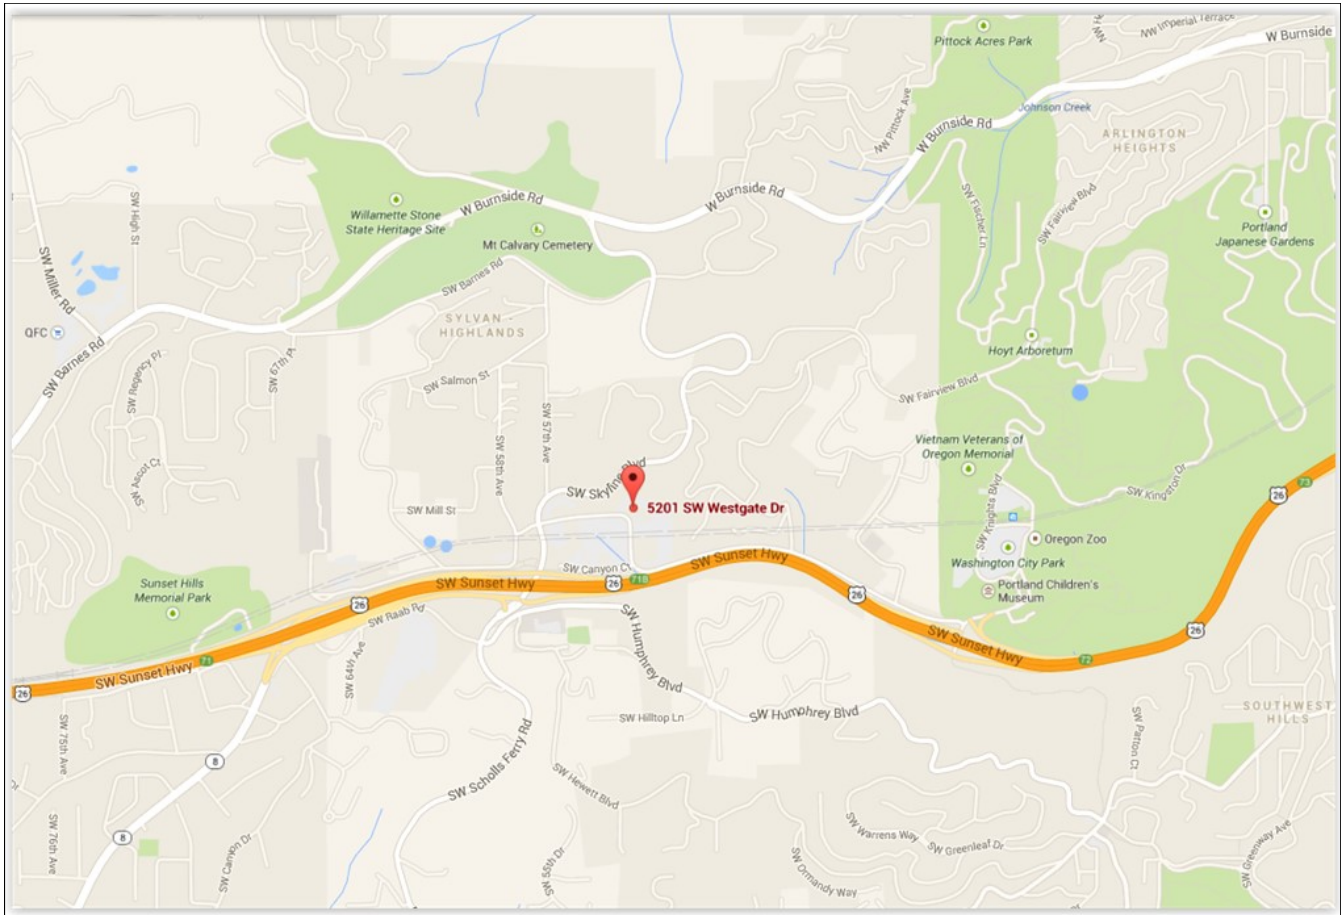 Pittock Acres Park
NW Imperial Terrace
W Burnside
Johnson Creek
NW Pittock Ave
W Burnside Rd
ARLINGTON
HEIGHTS
SW High St
Willamette Stone
State Heritage Site
W Burnside Rd
W Burnside Rd
SW Fischer Ln
SW Fairview Blvd
Portland
Japanese Gardens
Mt Calvary Cemetery
SW Miller Rd
SW Barnes Rd
SYLVAN -
HIGHLANDS
QFC
SW Barnes Rd
SW Regency Pl
SW 67th Pl
Hoyt Arboretum
SW Salmon St
SW Fairview Blvd
SW 57th Ave
SW 58th Ave
Vietnam Veterans of
Oregon Memorial
SW Ascot Ct
SW Skyline Blvd
5201 SW Westgate Dr
SW Mill St
SW Knights Blvd
SW Kingston Dr
26
73
Oregon Zoo
Washington City Park
SW Canyon Ct
SW Sunset Hwy
SW Sunset Hwy
26
71B
Portland Children's
Museum
Sunset Hills
Memorial Park
26
26
SW Raab Rd
SW Humphrey Blvd
SW Sunset Hwy
26
72
71
SW Sunset Hwy
26
SW 64th Ave
SW Hilltop Ln
SW Humphrey Blvd
SOUTHWEST
HILLS
SW Patton Ct
SW 75th Ave
8
SW Scholls Ferry Rd
SW Hewett Blvd
SW 76th Ave
8
SW Canyon Dr
SW 55th Dr
SW Warrens Way
SW Greenleaf Dr
SW Ormandy Way
SW Greenway Ave